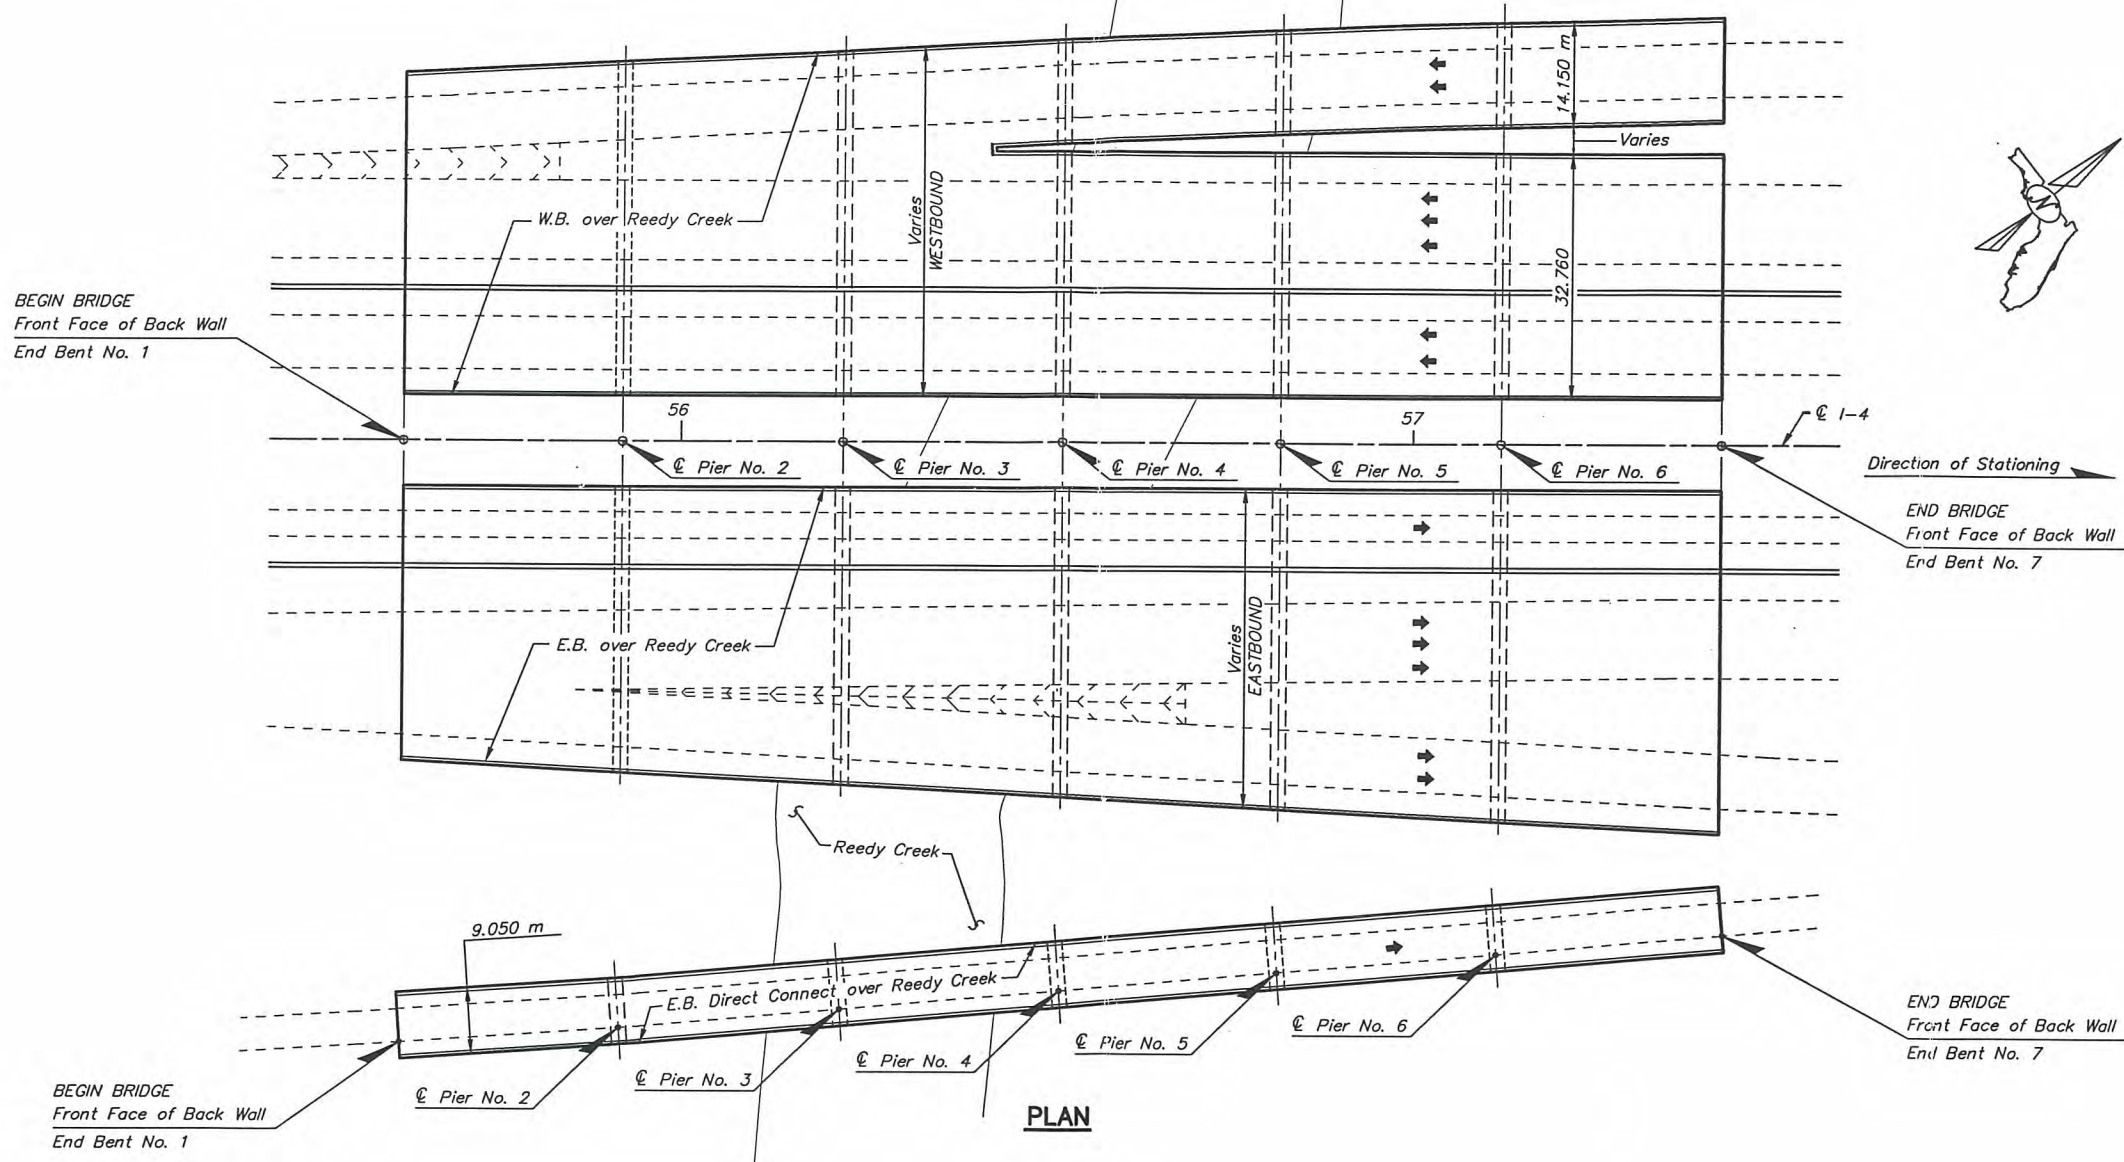 14.150 m
Varies
W.B. over Reedy Creek
Varies
WESTBOUND
32.760
BEGIN BRIDGE
Front Face of Back Wall
End Bent No. 1
56
57
℄ I-4
℄ Pier No. 2
℄ Pier No. 3
℄ Pier No. 4
℄ Pier No. 5
℄ Pier No. 6
Direction of Stationing
END BRIDGE
Front Face of Back Wall
End Bent No. 7
E.B. over Reedy Creek
Varies
EASTBOUND
Reedy Creek
9.050 m
E.B. Direct Connect over Reedy Creek
℄ Pier No. 6
℄ Pier No. 5
℄ Pier No. 4
℄ Pier No. 3
℄ Pier No. 2
END BRIDGE
Front Face of Back Wall
End Bent No. 7
BEGIN BRIDGE
Front Face of Back Wall
End Bent No. 1
PLAN
N